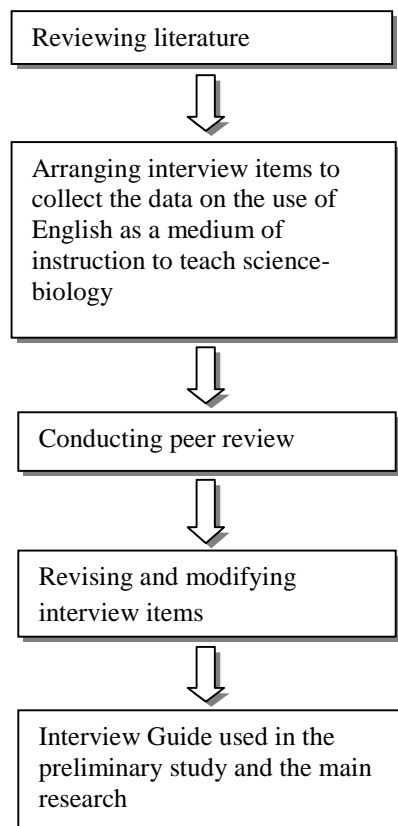 Reviewing literature
Arranging interview items to
collect the data on the use of
English as a medium of
instruction to teach science-
biology
Conducting peer review
Revising and modifying
interview items
Interview Guide used in the
preliminary study and the main
research